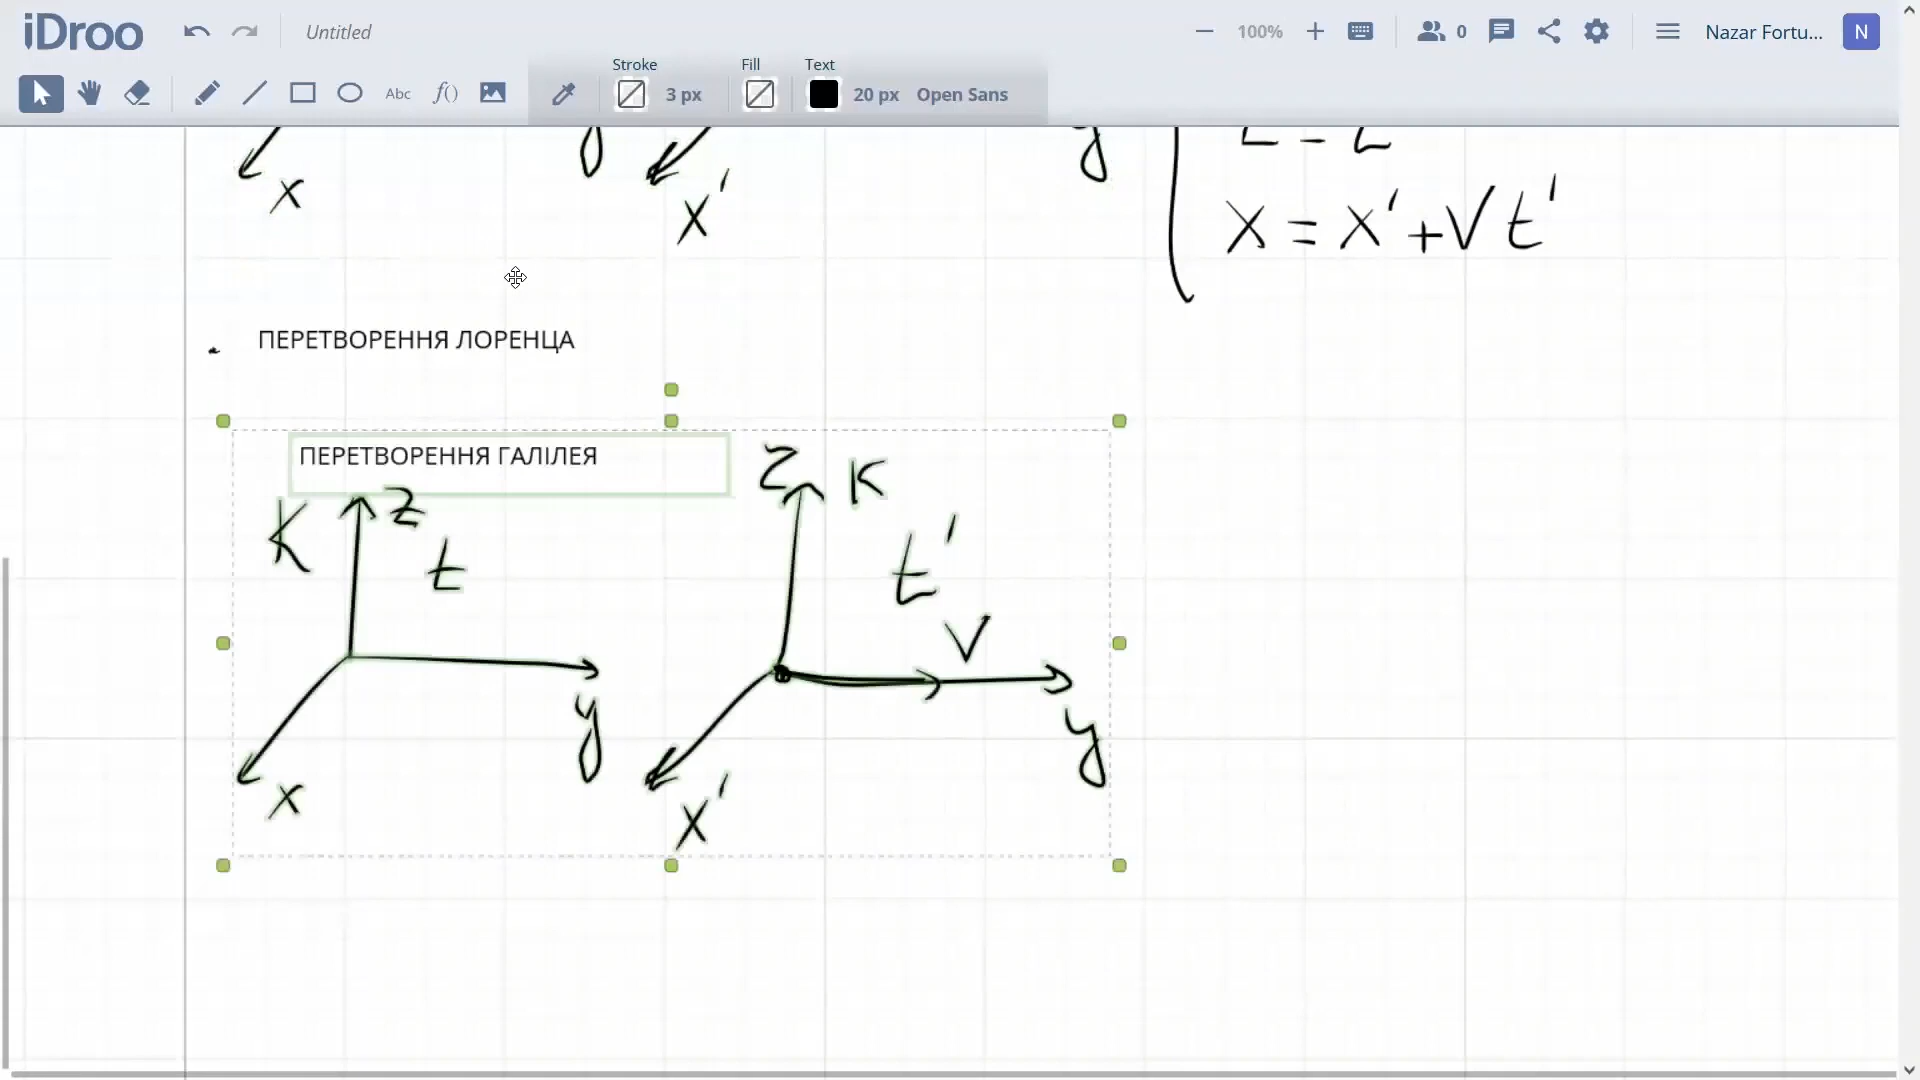 iDroo
Untitled
100%
0
Nazar Fortu...
N
Stroke
Fill
Text
Abc
f()
3 px
20 px
Open Sans
x
y
x'
y
x = x' + V t'
ПЕРЕТВОРЕННЯ ЛОРЕНЦА
ПЕРЕТВОРЕННЯ ГАЛІЛЕЯ
K
z
t
z
K
t'
V
y
y
x
x'